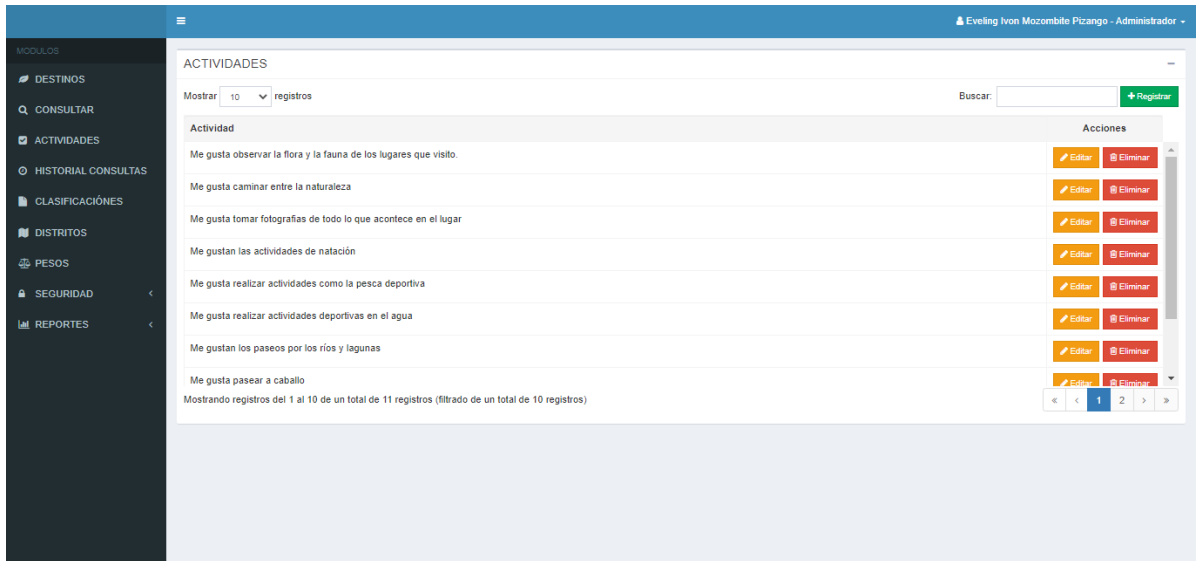 Eveling Ivon Mozombite Pizango - Administrador
MODULOS
DESTINOS
CONSULTAR
ACTIVIDADES
HISTORIAL CONSULTAS
CLASIFICACIÓNES
DISTRITOS
PESOS
SEGURIDAD <
REPORTES <
ACTIVIDADES
Mostrar 10 registros Buscar: Registrar
Actividad Acciones
Me gusta observar la flora y la fauna de los lugares que visito. Editar Eliminar
Me gusta caminar entre la naturaleza Editar Eliminar
Me gusta tomar fotografias de todo lo que acontece en el lugar Editar Eliminar
Me gustan las actividades de natación Editar Eliminar
Me gusta realizar actividades como la pesca deportiva Editar Eliminar
Me gusta realizar actividades deportivas en el agua Editar Eliminar
Me gustan los paseos por los ríos y lagunas Editar Eliminar
Me gusta pasear a caballo Editar Eliminar
Mostrando registros del 1 al 10 de un total de 11 registros (filtrado de un total de 10 registros) « < 1 2 > »